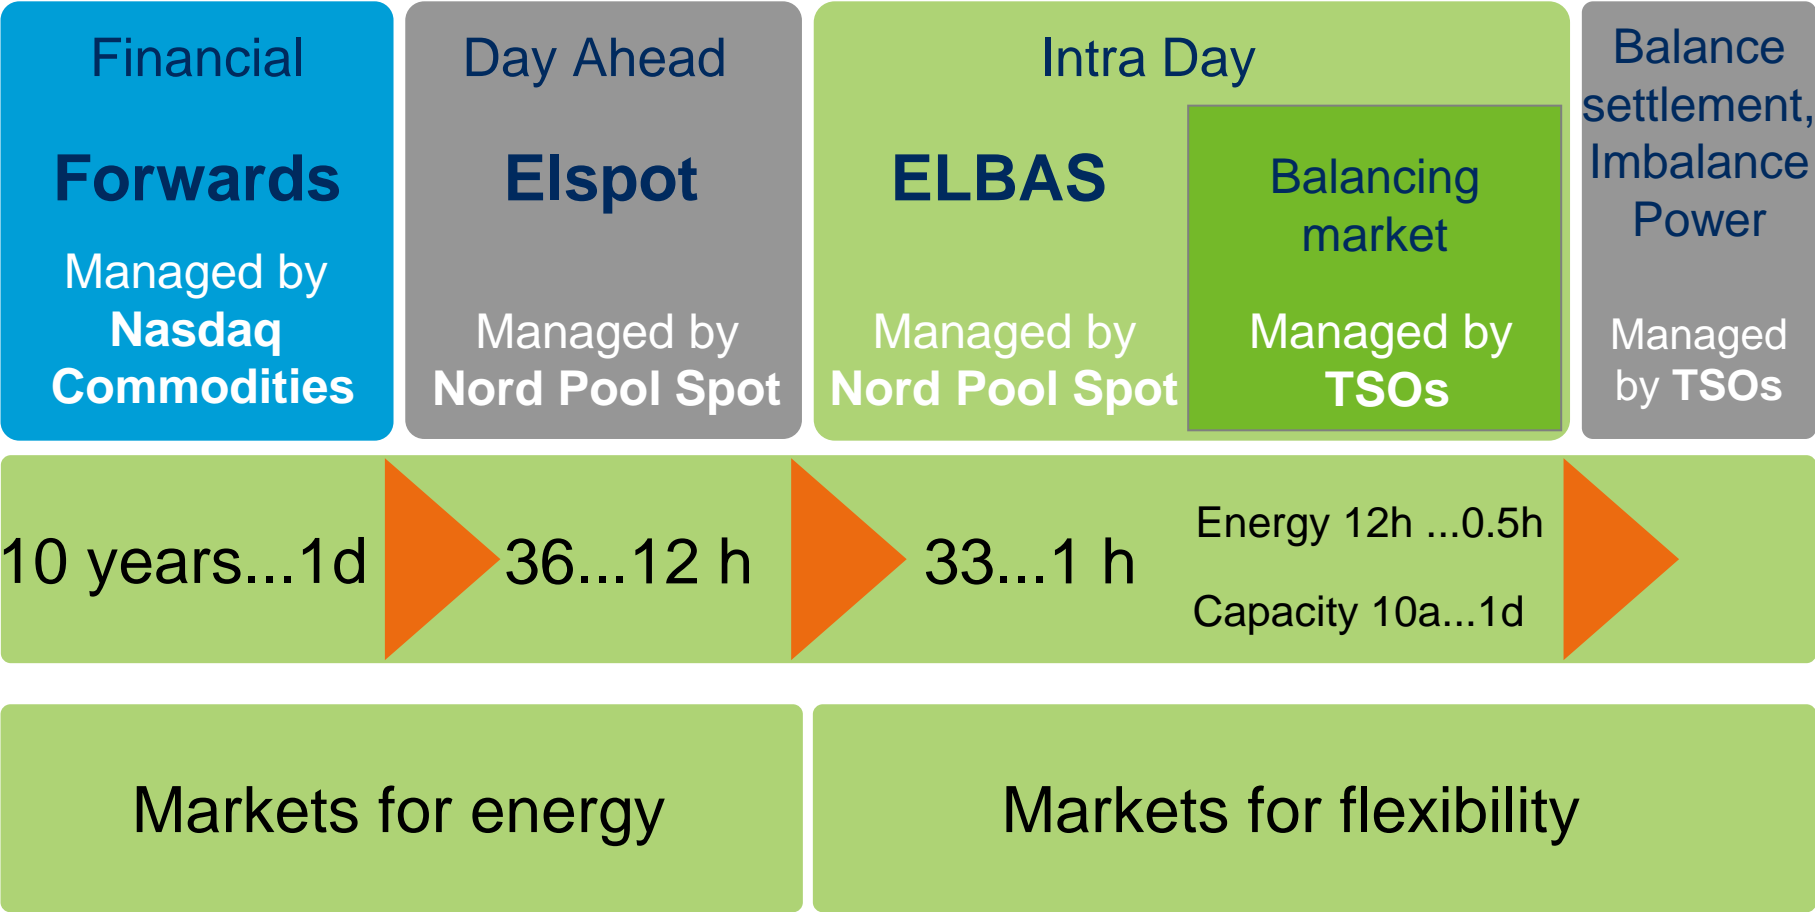 Financial
Forwards
Managed by
Nasdaq
Commodities
Day Ahead
Elspot
Managed by
Nord Pool Spot
Intra Day
ELBAS
Managed by
Nord Pool Spot
Balancing
market
Managed by
TSOs
Balance
settlement,
Imbalance
Power
Managed
by TSOs
10 years...1d
36...12 h
33...1 h
Energy 12h ...0.5h
Capacity 10a...1d
Markets for energy
Markets for flexibility